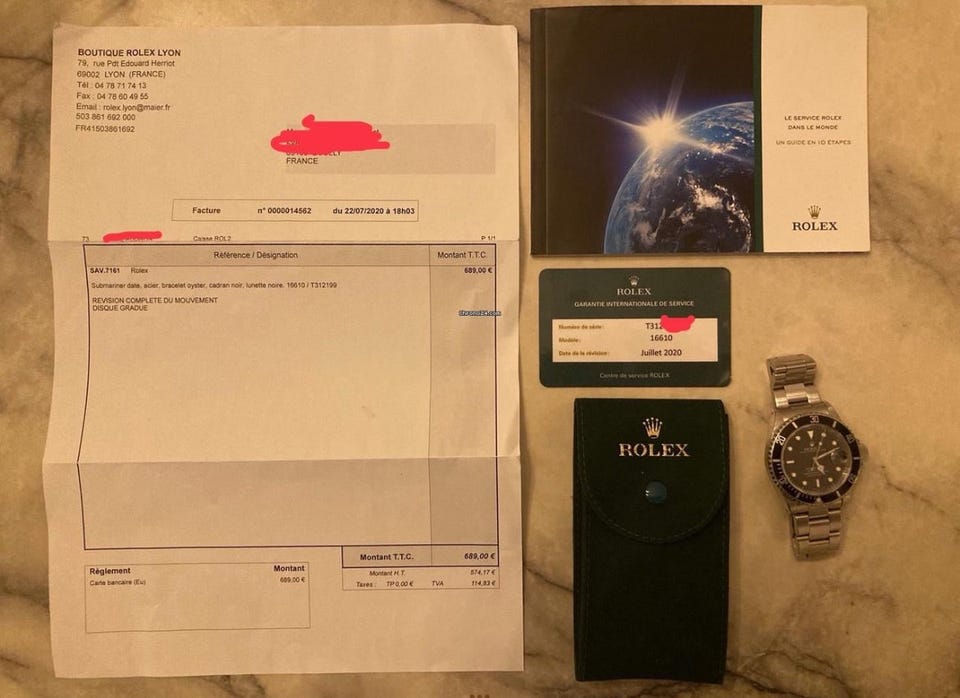 BOUTIQUE ROLEX LYON
79, rue Pdt Edouard Herriot
69002 LYON (FRANCE)
Tél : 04 78 71 74 13
Fax : 04 78 60 49 55
Email : rolex.lyon@maier.fr
503 861 692 000
FR41503861692
FRANCE
Facture n° 0000014562 du 22/07/2020 à 18h03
73 Caisse ROL2 P 1/1
Référence / Désignation Montant T.T.C.
SAV.7161 Rolex 689,00 €
Submariner date, acier, bracelet oyster, cadran noir, lunette noire. 16610 / T312199
REVISION COMPLETE DU MOUVEMENT
DISQUE GRADUE
Chrono24.com
Montant T.T.C. 689,00 €
Montant H.T. 574,17 €
Taxes : TP 0,00 € TVA 114,83 €
Règlement Montant
Carte bancaire (Eu) 689,00 €
LE SERVICE ROLEX
DANS LE MONDE
UN GUIDE EN 10 ÉTAPES
ROLEX
ROLEX
GARANTIE INTERNATIONALE DE SERVICE
Numéro de série : T312
Modèle : 16610
Date de la révision : Juillet 2020
Centre de service ROLEX
ROLEX